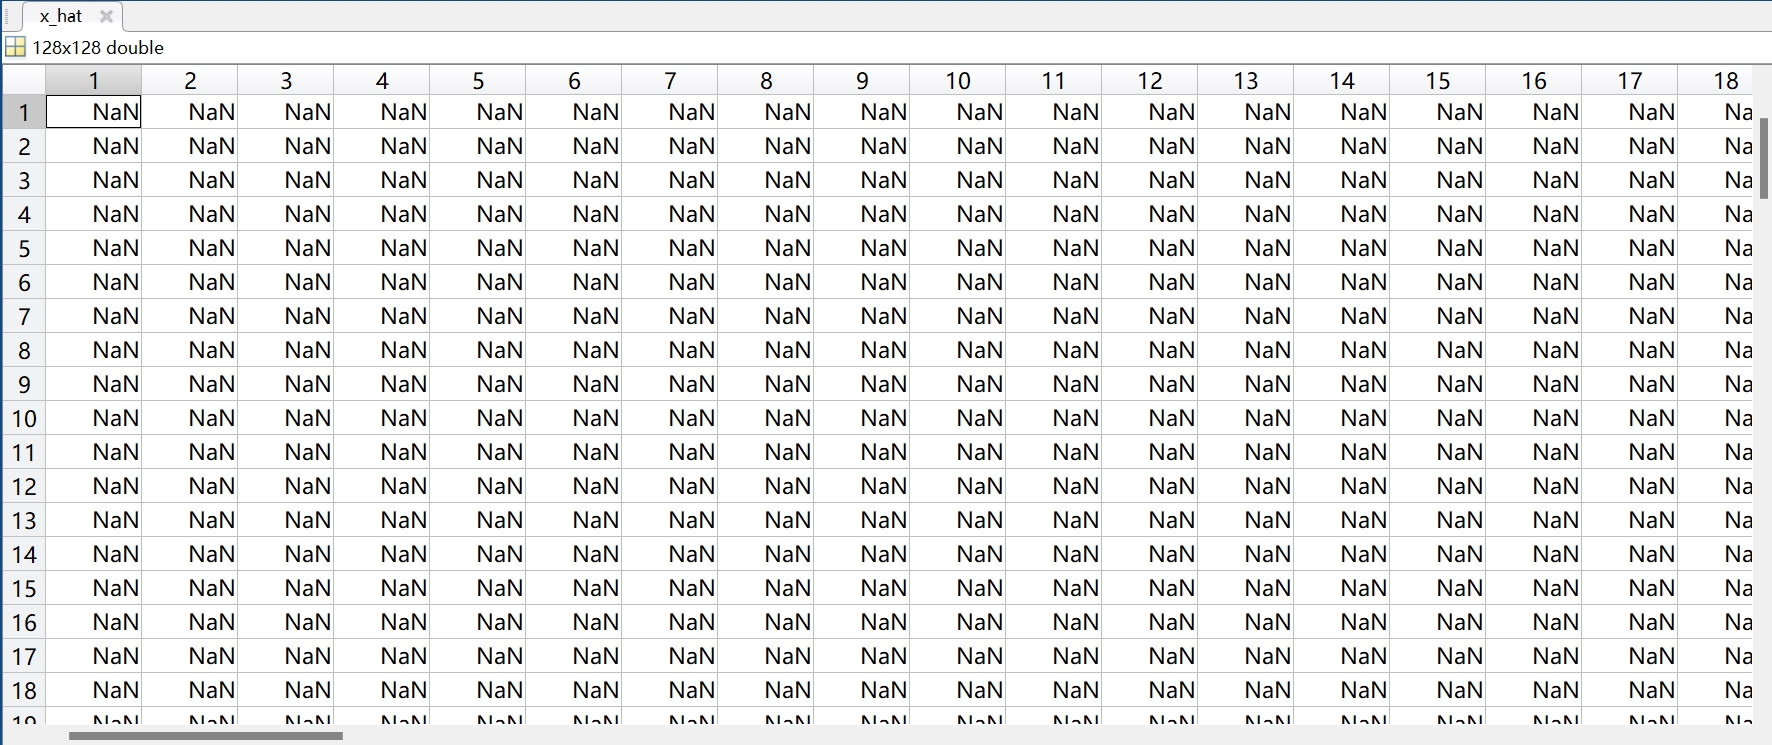 x_hat
128x128 double
1 2 3 4 5 6 7 8 9 10 11 12 13 14 15 16 17 18
1 NaN NaN NaN NaN NaN NaN NaN NaN NaN NaN NaN NaN NaN NaN NaN NaN NaN Na
2 NaN NaN NaN NaN NaN NaN NaN NaN NaN NaN NaN NaN NaN NaN NaN NaN NaN Na
3 NaN NaN NaN NaN NaN NaN NaN NaN NaN NaN NaN NaN NaN NaN NaN NaN NaN Na
4 NaN NaN NaN NaN NaN NaN NaN NaN NaN NaN NaN NaN NaN NaN NaN NaN NaN Na
5 NaN NaN NaN NaN NaN NaN NaN NaN NaN NaN NaN NaN NaN NaN NaN NaN NaN Na
6 NaN NaN NaN NaN NaN NaN NaN NaN NaN NaN NaN NaN NaN NaN NaN NaN NaN Na
7 NaN NaN NaN NaN NaN NaN NaN NaN NaN NaN NaN NaN NaN NaN NaN NaN NaN Na
8 NaN NaN NaN NaN NaN NaN NaN NaN NaN NaN NaN NaN NaN NaN NaN NaN NaN Na
9 NaN NaN NaN NaN NaN NaN NaN NaN NaN NaN NaN NaN NaN NaN NaN NaN NaN Na
10 NaN NaN NaN NaN NaN NaN NaN NaN NaN NaN NaN NaN NaN NaN NaN NaN NaN Na
11 NaN NaN NaN NaN NaN NaN NaN NaN NaN NaN NaN NaN NaN NaN NaN NaN NaN Na
12 NaN NaN NaN NaN NaN NaN NaN NaN NaN NaN NaN NaN NaN NaN NaN NaN NaN Na
13 NaN NaN NaN NaN NaN NaN NaN NaN NaN NaN NaN NaN NaN NaN NaN NaN NaN Na
14 NaN NaN NaN NaN NaN NaN NaN NaN NaN NaN NaN NaN NaN NaN NaN NaN NaN Na
15 NaN NaN NaN NaN NaN NaN NaN NaN NaN NaN NaN NaN NaN NaN NaN NaN NaN Na
16 NaN NaN NaN NaN NaN NaN NaN NaN NaN NaN NaN NaN NaN NaN NaN NaN NaN Na
17 NaN NaN NaN NaN NaN NaN NaN NaN NaN NaN NaN NaN NaN NaN NaN NaN NaN Na
18 NaN NaN NaN NaN NaN NaN NaN NaN NaN NaN NaN NaN NaN NaN NaN NaN NaN Na
19 NaN NaN NaN NaN NaN NaN NaN NaN NaN NaN NaN NaN NaN NaN NaN NaN NaN Na